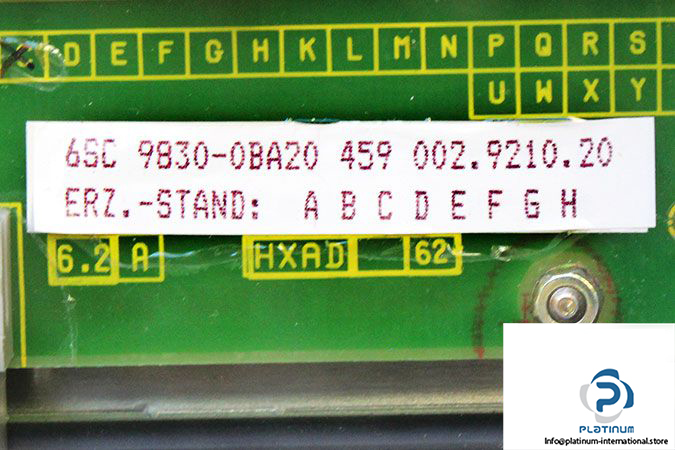 D E F G H K L M N P Q R S
U W X Y
6SC 9830-0BA20 459 002.9210.20
ERZ.-STAND: A B C D E F G H
6.2 A HXAD 62
PLATINUM
Info@platinum-international.store